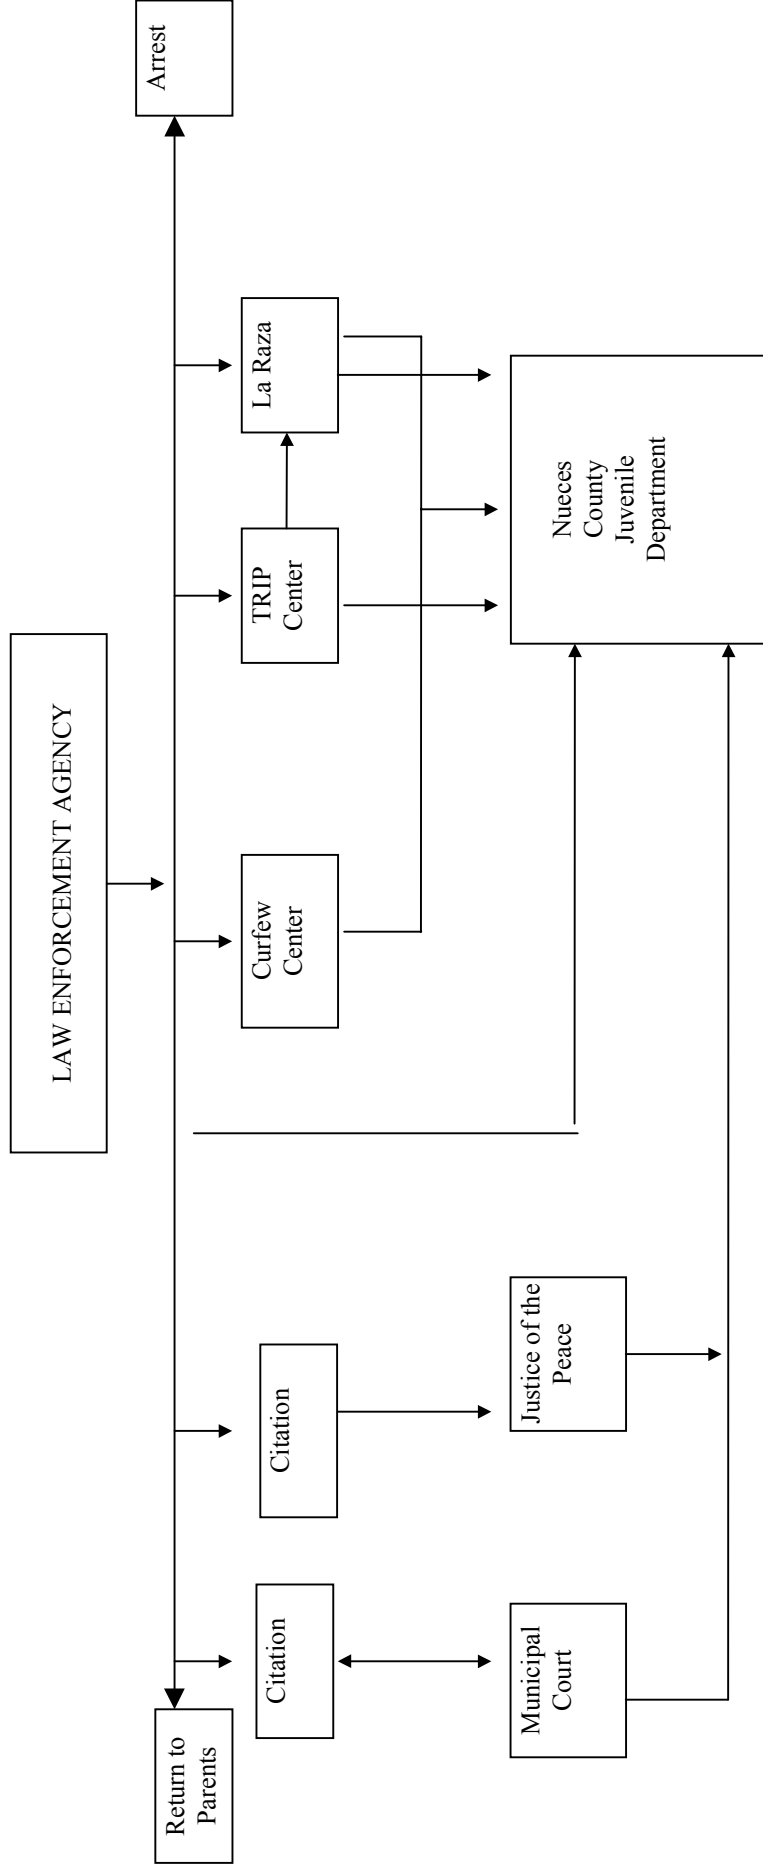 LAW ENFORCEMENT AGENCY
Return to
Parents
Arrest
Citation
Citation
Curfew
Center
TRIP
Center
La Raza
Municipal
Court
Justice of the
Peace
Nueces
County
Juvenile
Department